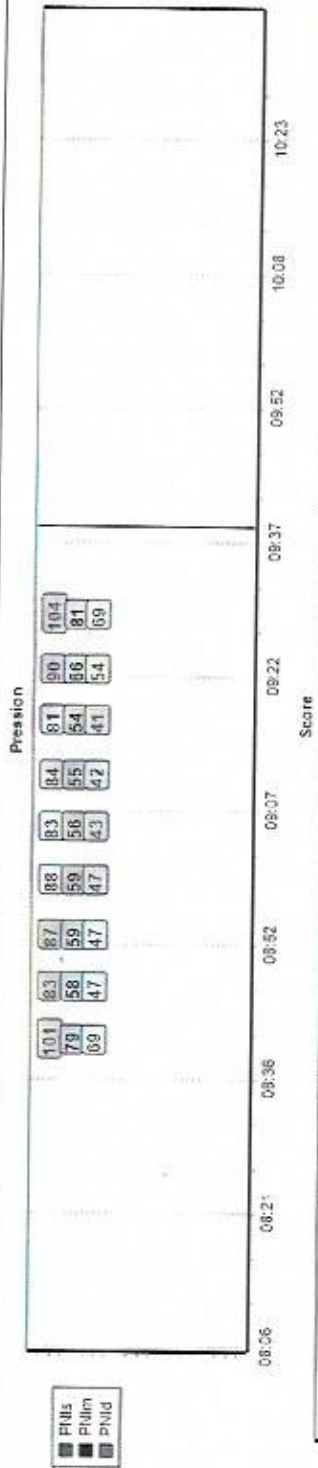 Pression
PNIs
PNIm
PNId
101 83 87 88 83 84 81 90 104
79 58 59 59 56 55 54 66 81
69 47 47 47 43 42 41 54 69
08:06 08:21 08:36 08:52 09:07 09:22 09:37 09:52 10:08 10:23
Score